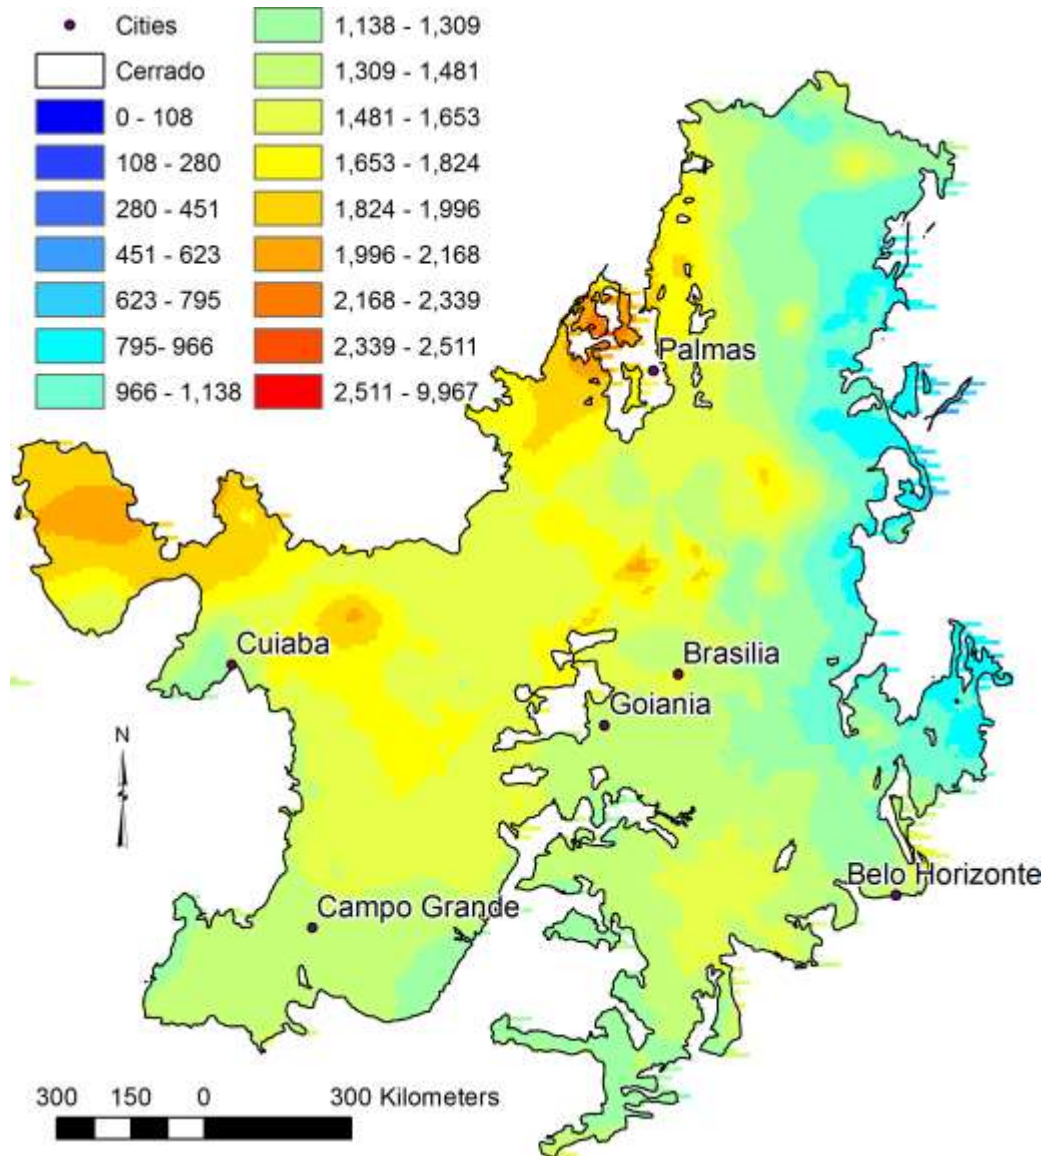 Cities
Cerrado
0 - 108
108 - 280
280 - 451
451 - 623
623 - 795
795- 966
966 - 1,138
1,138 - 1,309
1,309 - 1,481
1,481 - 1,653
1,653 - 1,824
1,824 - 1,996
1,996 - 2,168
2,168 - 2,339
2,339 - 2,511
2,511 - 9,967
Palmas
Cuiaba
Brasilia
Goiania
N
Belo Horizonte
Campo Grande
300 150 0 300 Kilometers